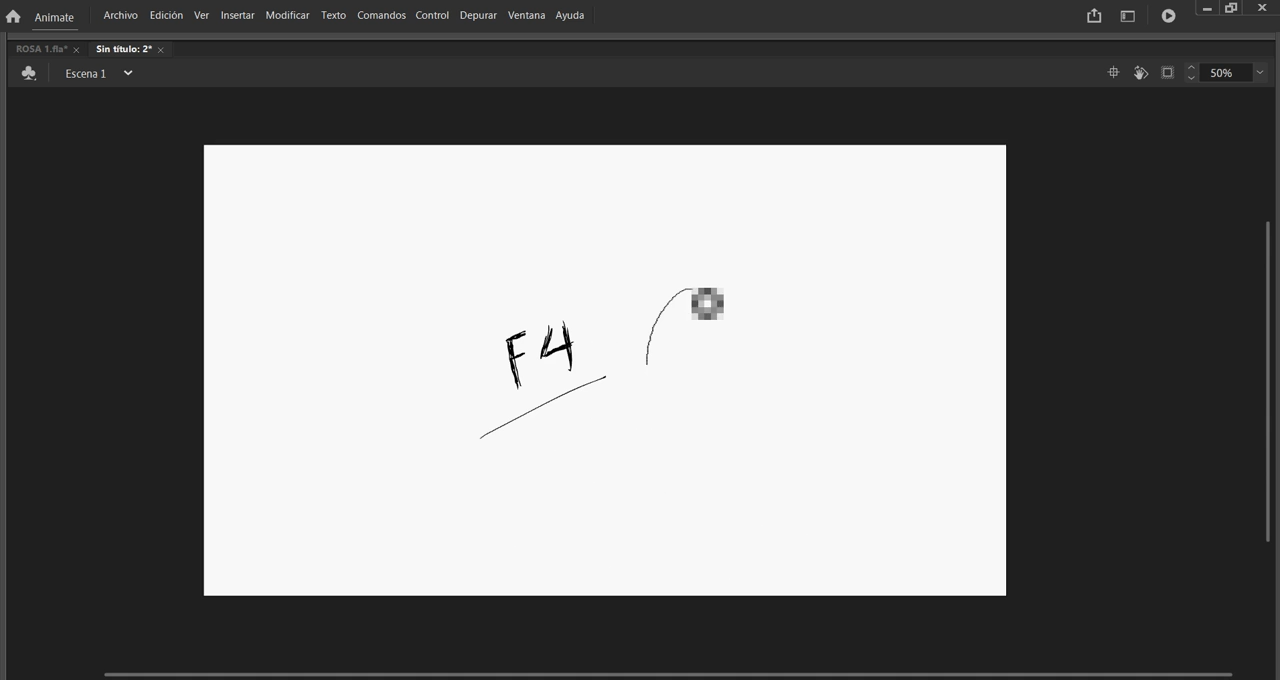 Animate Archivo Edición Ver Insertar Modificar Texto Comandos Control Depurar Ventana Ayuda
ROSA 1.fla* Sin título: 2*
Escena 1 50%
F4